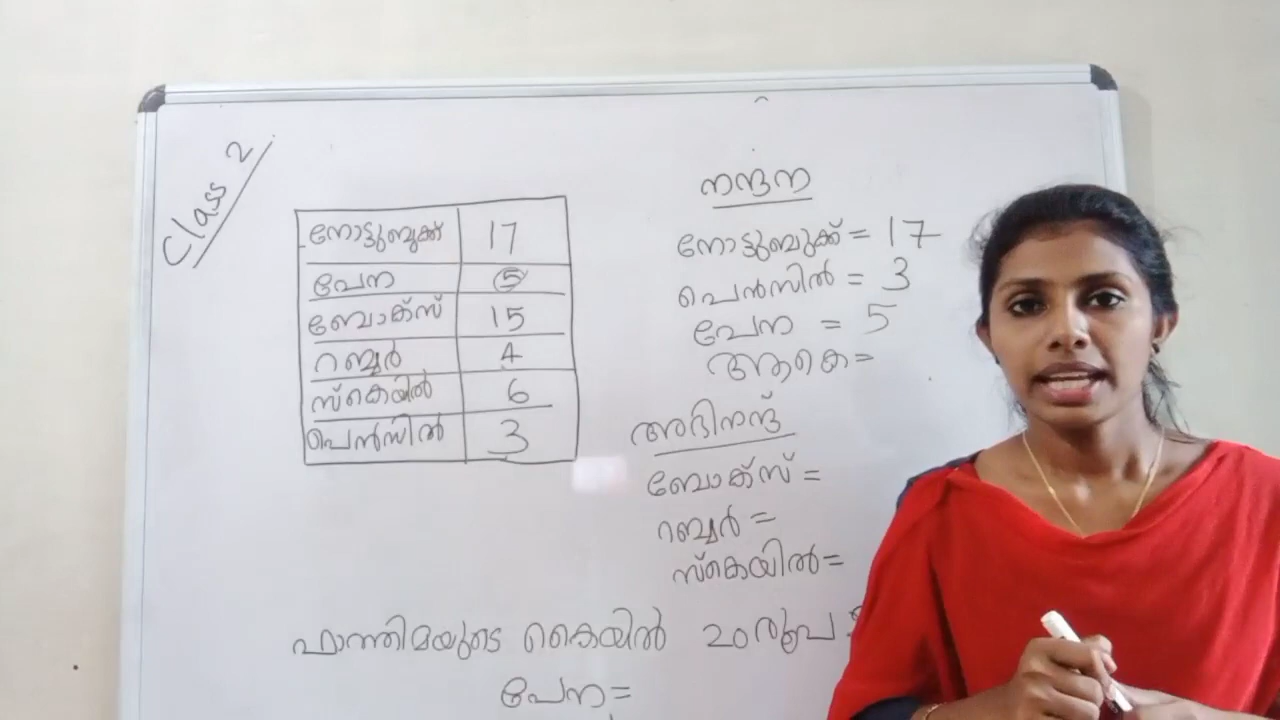 Class 2
നോട്ടുബുക്ക് 17
പേന 5
ബോക്സ് 15
റബ്ബർ 4
സ്കെയിൽ 6
പെൻസിൽ 3
നന്ദന
നോട്ടുബുക്ക് = 17
പെൻസിൽ = 3
പേന = 5
ആകെ =
അഭിനന്ദ്
ബോക്സ് =
റബ്ബർ =
സ്കെയിൽ =
ഫാത്തിമയുടെ കൈയിൽ 20 രൂപ
പേന =